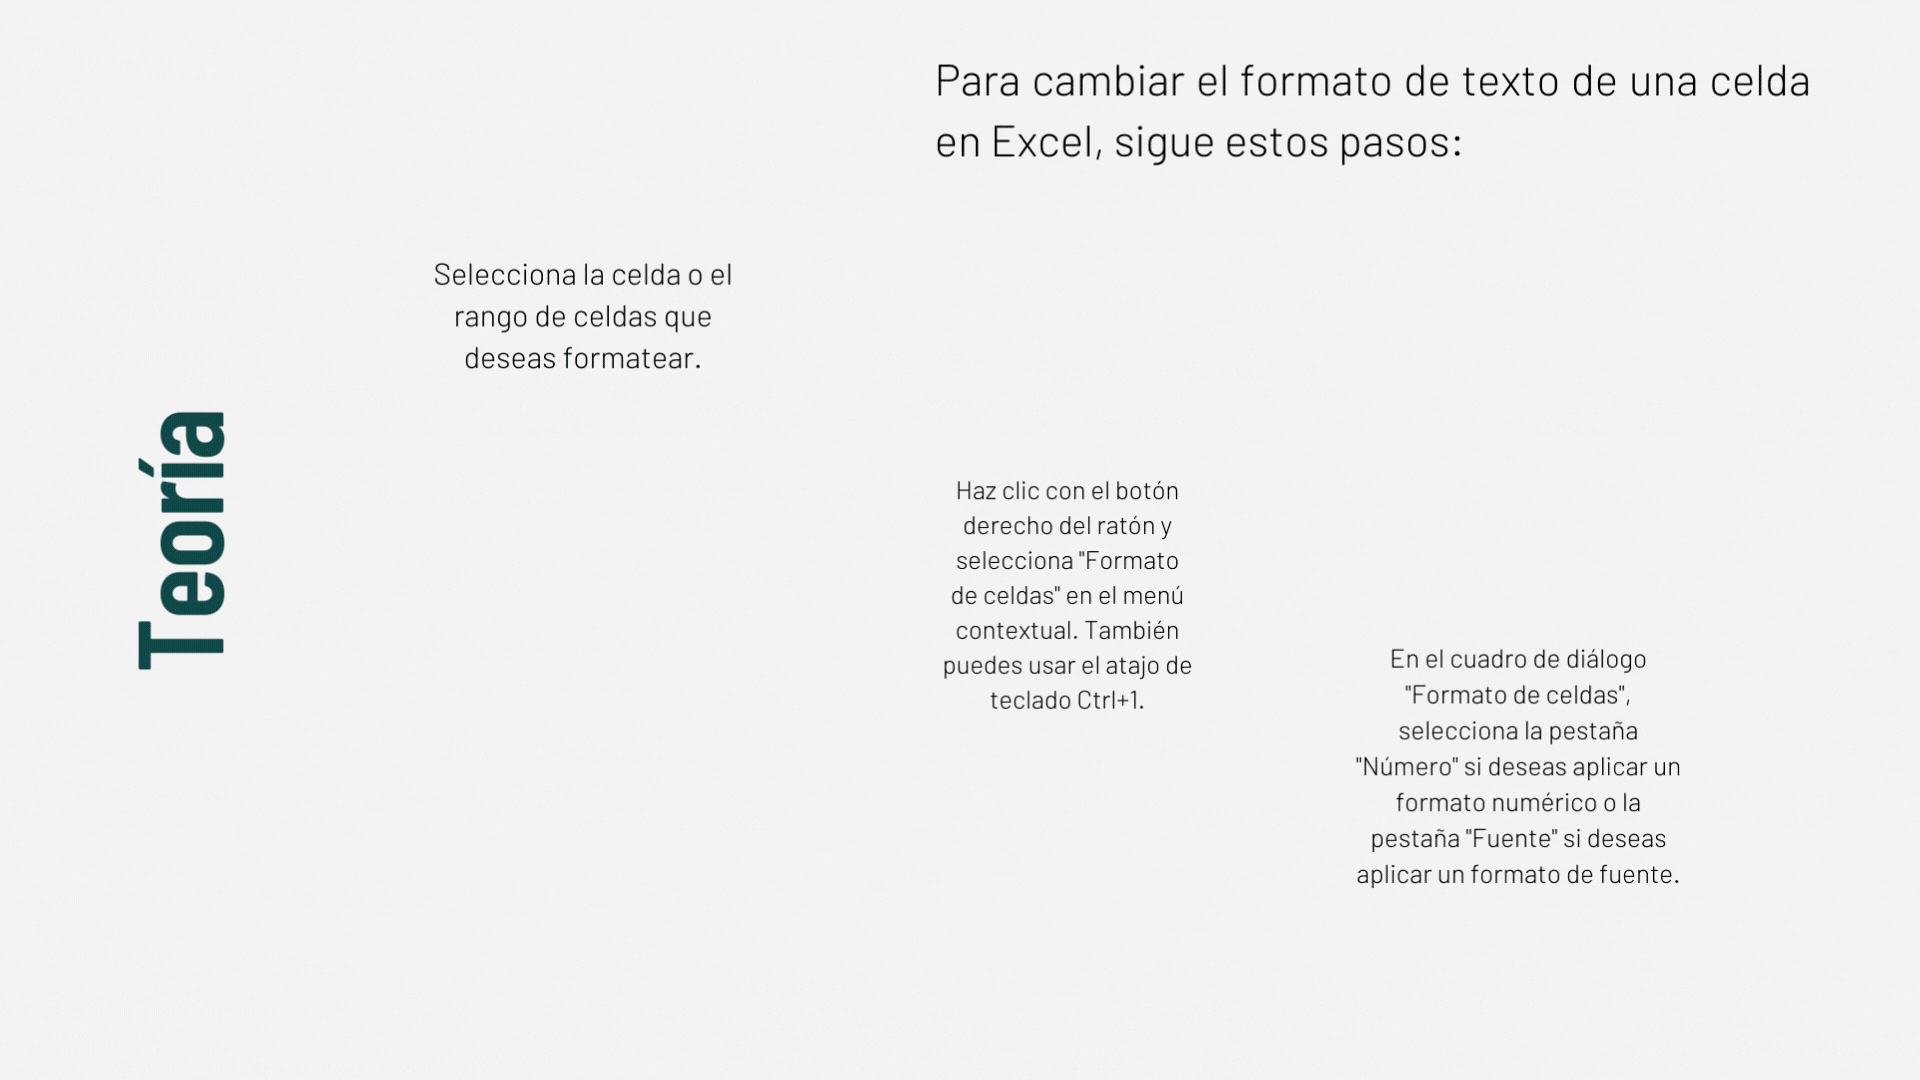 Para cambiar el formato de texto de una celda
en Excel, sigue estos pasos:
Teoría
Selecciona la celda o el
rango de celdas que
deseas formatear.
Haz clic con el botón
derecho del ratón y
selecciona "Formato
de celdas" en el menú
contextual. También
puedes usar el atajo de
teclado Ctrl+1.
En el cuadro de diálogo
"Formato de celdas",
selecciona la pestaña
"Número" si deseas aplicar un
formato numérico o la
pestaña "Fuente" si deseas
aplicar un formato de fuente.